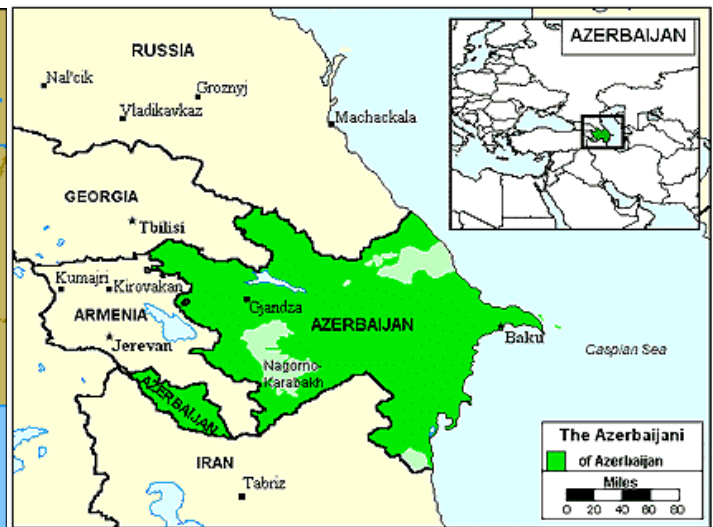 RUSSIA
AZERBAIJAN
Nal'cik
Groznyj
Vladikavkaz
Machackala
GEORGIA
Tbilisi
Kumajri
Kirovakan
Gjandza
ARMENIA
AZERBAIJAN
Baku
Jerevan
Caspian Sea
Nagorno-
Karabakh
AZERBAIJAN
The Azerbaijani
of Azerbaijan
IRAN
Miles
Tabriz
0 20 40 60 80